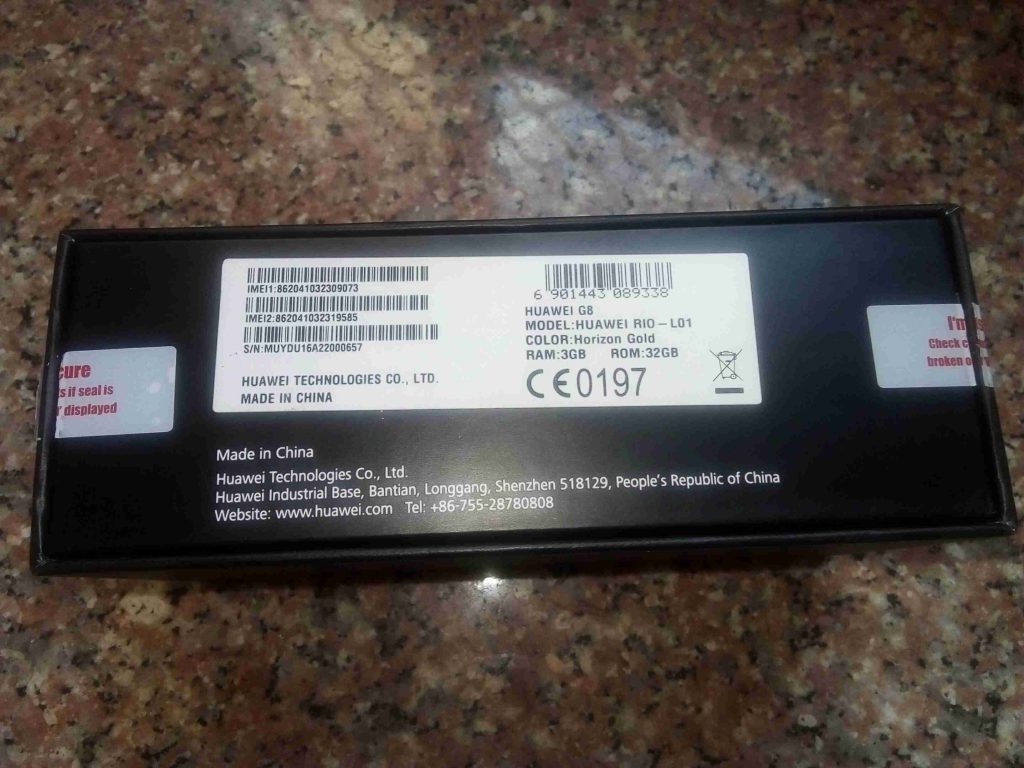 IMEI1:862041032309073
IMEI2:862041032319585
S/N:MUYDU16A22000657
HUAWEI TECHNOLOGIES CO., LTD.
MADE IN CHINA
6 901443 089338
HUAWEI G8
MODEL:HUAWEI RIO-L01
COLOR:Horizon Gold
RAM:3GB ROM:32GB
CE0197
cure
s if seal is
displayed
I'm s
Check
broken o
Made in China
Huawei Technologies Co., Ltd.
Huawei Industrial Base, Bantian, Longgang, Shenzhen 518129, People's Republic of China
Website: www.huawei.com Tel: +86-755-28780808